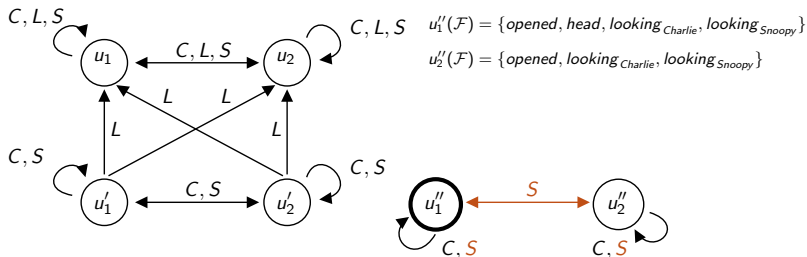 C, L, S
C, L, S
u₁″(𝓕) = {opened, head, looking_Charlie, looking_Snoopy}
u₁
C, L, S
u₂
u₂″(𝓕) = {opened, looking_Charlie, looking_Snoopy}
L
L
L
L
C, S
C, S
u₁′
C, S
u₂′
u₁″
S
u₂″
C, S
C, S